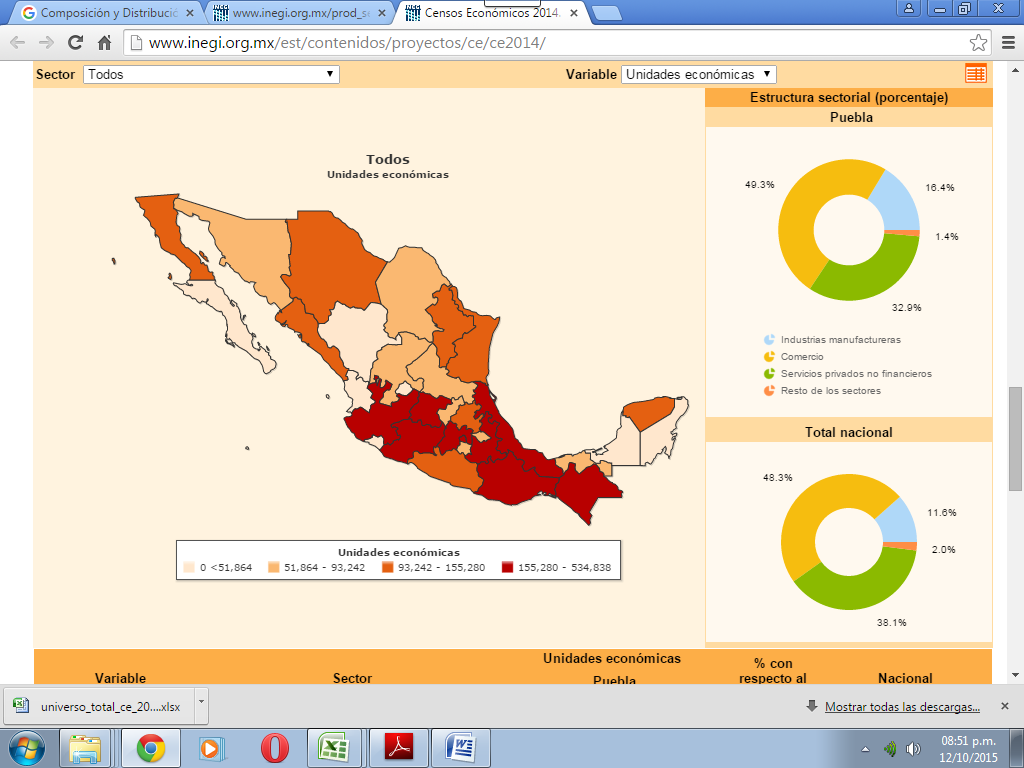 Composición y Distribució
www.inegi.org.mx/prod_se
Censos Económicos 2014.
www.inegi.org.mx/est/contenidos/proyectos/ce/ce2014/
Sector Todos Variable Unidades económicas
Estructura sectorial (porcentaje)
Puebla
Todos
Unidades económicas
49.3%
16.4%
1.4%
32.9%
Industrias manufactureras
Comercio
Servicios privados no financieros
Resto de los sectores
Total nacional
48.3%
11.6%
2.0%
38.1%
Unidades económicas
0 <51,864 51,864 - 93,242 93,242 - 155,280 155,280 - 534,838
Unidades económicas
Variable Sector Puebla % con
respecto al Nacional
universo_total_ce_20....xlsx
Mostrar todas las descargas...
08:51 p.m.
12/10/2015